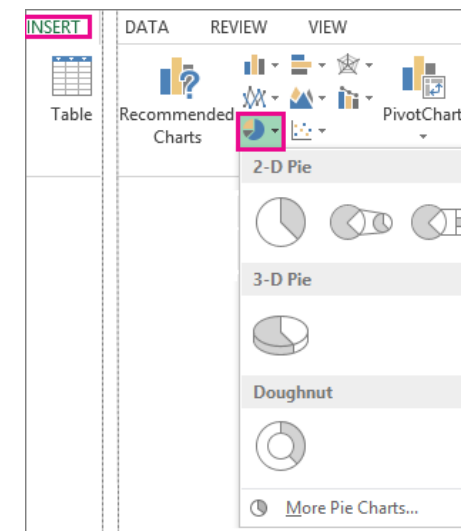 INSERT DATA REVIEW VIEW
Table
Recommended
Charts
PivotChart
2-D Pie
3-D Pie
Doughnut
More Pie Charts...